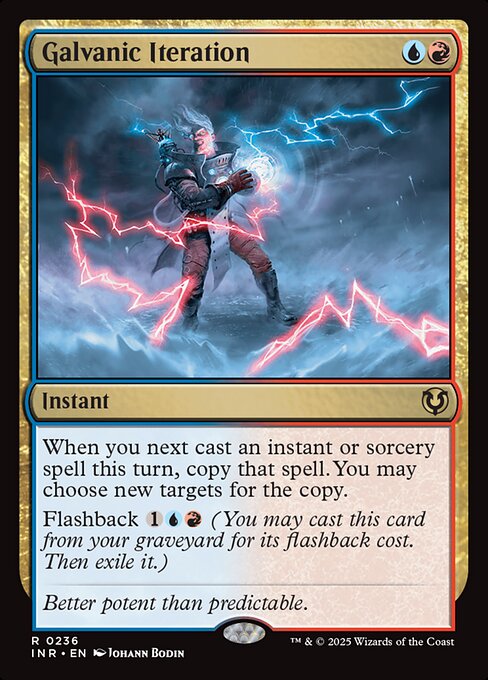 Galvanic Iteration
Instant
When you next cast an instant or sorcery
spell this turn, copy that spell. You may
choose new targets for the copy.
Flashback 1 (You may cast this card
from your graveyard for its flashback cost.
Then exile it.)
Better potent than predictable.
R 0236
INR • EN Johann Bodin
™ & © 2025 Wizards of the Coast